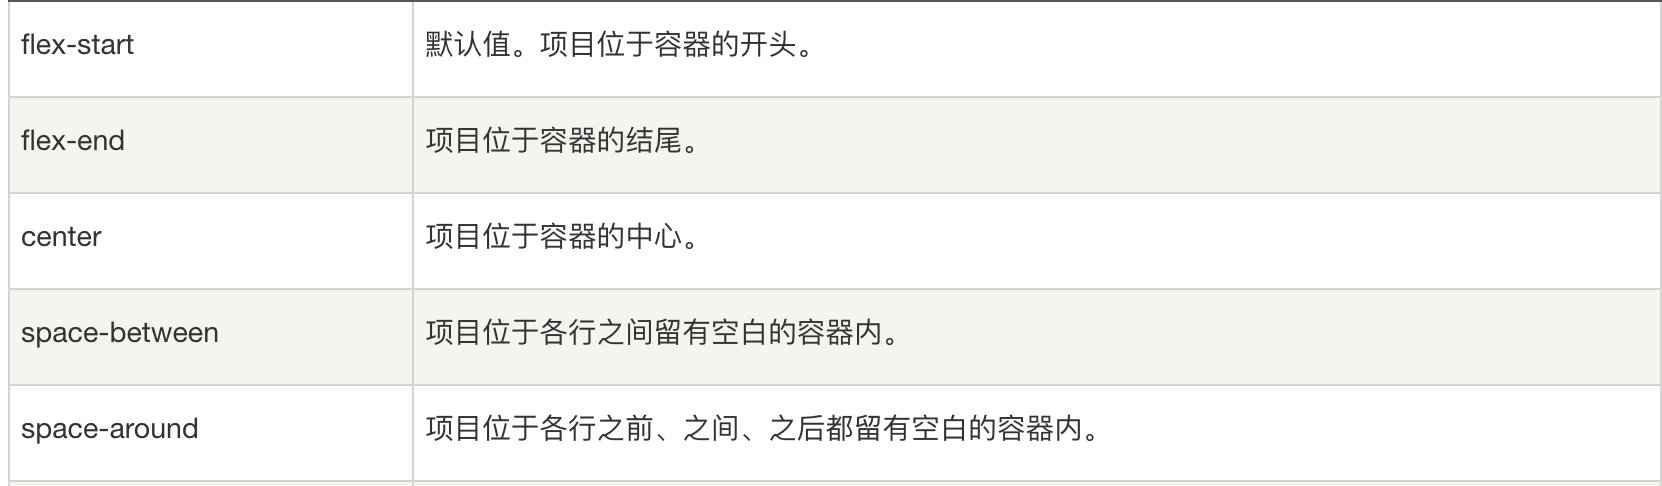 flex-start 默认值。项目位于容器的开头。
flex-end 项目位于容器的结尾。
center 项目位于容器的中心。
space-between 项目位于各行之间留有空白的容器内。
space-around 项目位于各行之前、之间、之后都留有空白的容器内。